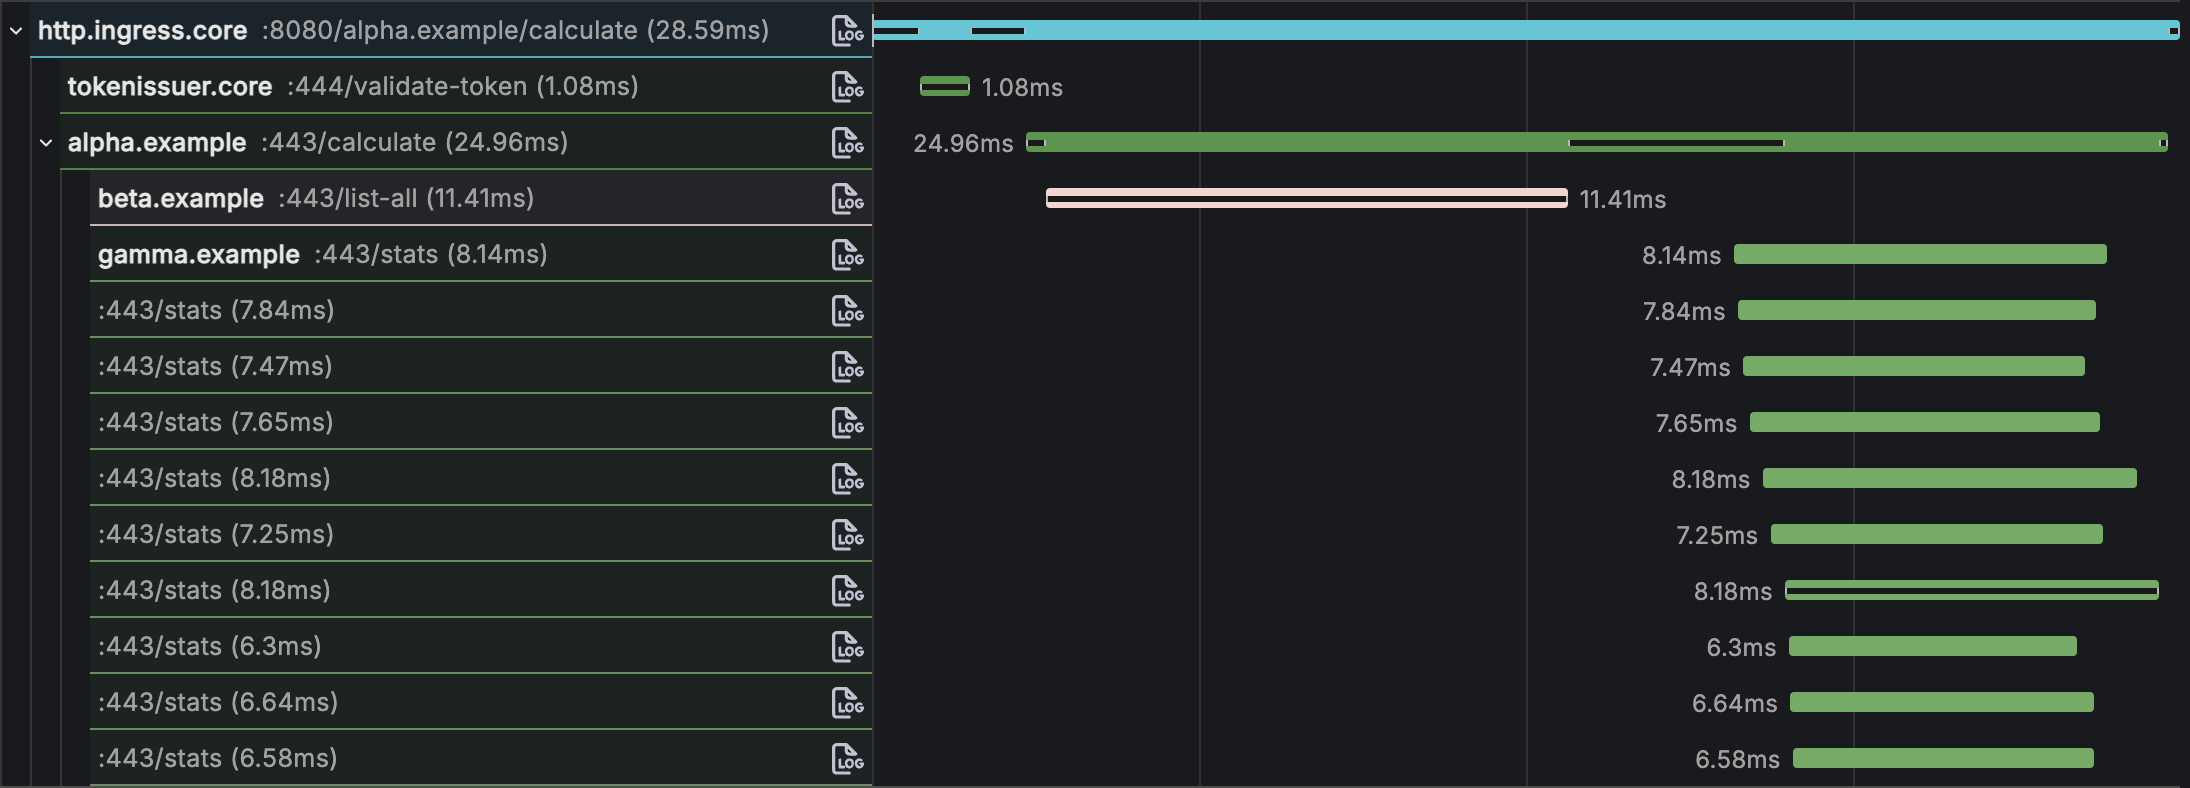 http.ingress.core :8080/alpha.example/calculate (28.59ms) LOG
tokenissuer.core :444/validate-token (1.08ms) LOG 1.08ms
alpha.example :443/calculate (24.96ms) LOG 24.96ms
beta.example :443/list-all (11.41ms) LOG 11.41ms
gamma.example :443/stats (8.14ms) LOG 8.14ms
:443/stats (7.84ms) LOG 7.84ms
:443/stats (7.47ms) LOG 7.47ms
:443/stats (7.65ms) LOG 7.65ms
:443/stats (8.18ms) LOG 8.18ms
:443/stats (7.25ms) LOG 7.25ms
:443/stats (8.18ms) LOG 8.18ms
:443/stats (6.3ms) LOG 6.3ms
:443/stats (6.64ms) LOG 6.64ms
:443/stats (6.58ms) LOG 6.58ms